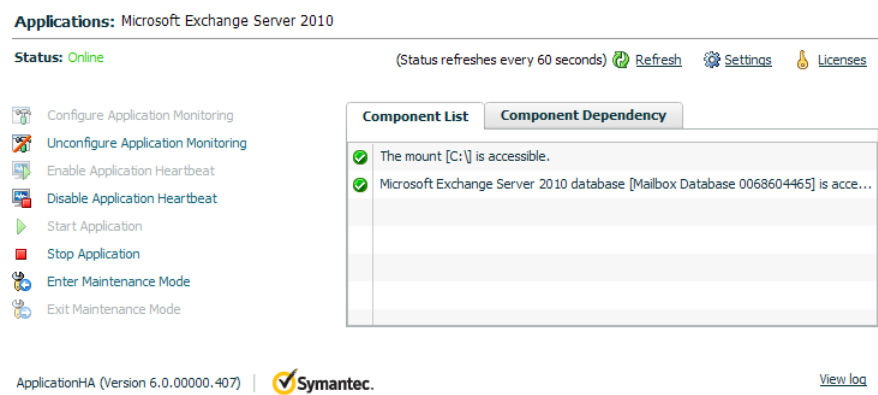 Applications: Microsoft Exchange Server 2010
Status: Online
(Status refreshes every 60 seconds) Refresh Settings Licenses
Configure Application Monitoring
Unconfigure Application Monitoring
Enable Application Heartbeat
Disable Application Heartbeat
Start Application
Stop Application
Enter Maintenance Mode
Exit Maintenance Mode
Component List Component Dependency
The mount [C:\] is accessible.
Microsoft Exchange Server 2010 database [Mailbox Database 0068604465] is acce...
ApplicationHA (Version 6.0.00000.407) Symantec. View log